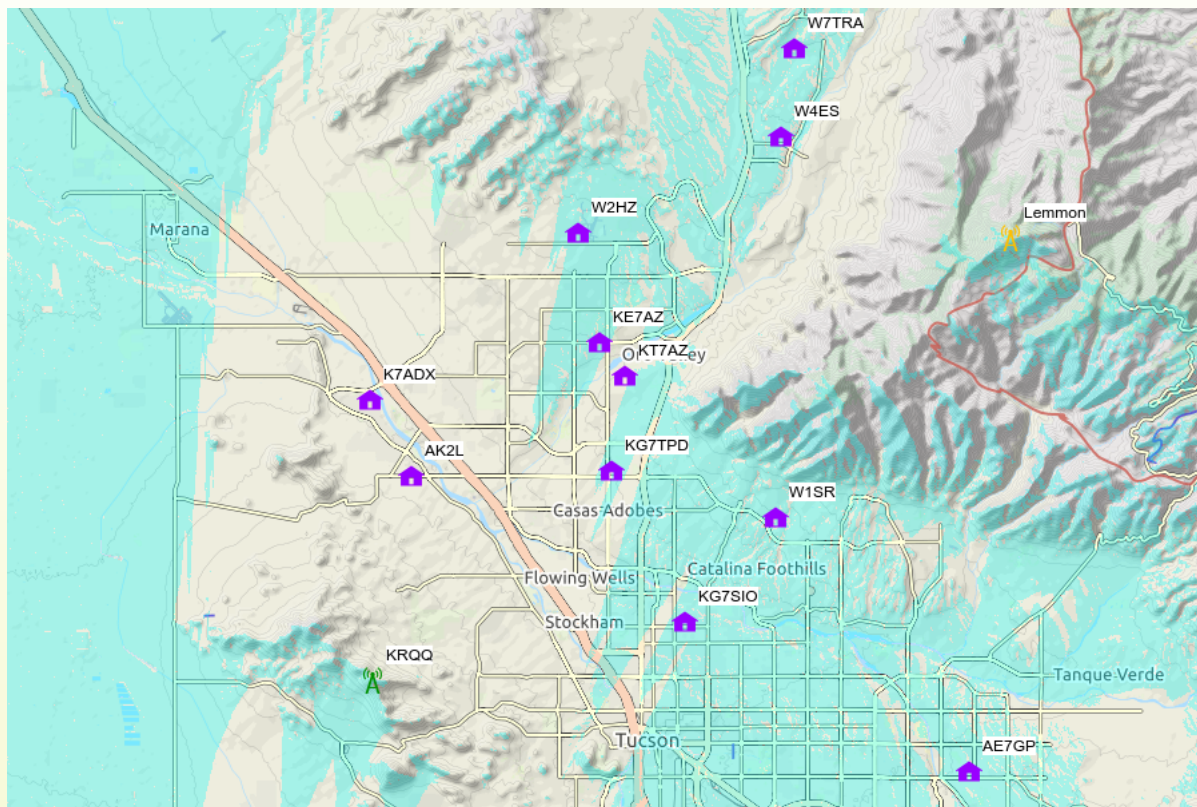 W7TRA
W4ES
W2HZ
Lemmon
Marana
KE7AZ
KT7AZ
K7ADX
AK2L
KG7TPD
W1SR
Casas Adobes
Catalina Foothills
Flowing Wells
KG7SIO
Stockham
KRQQ
Tanque Verde
Tucson
AE7GP